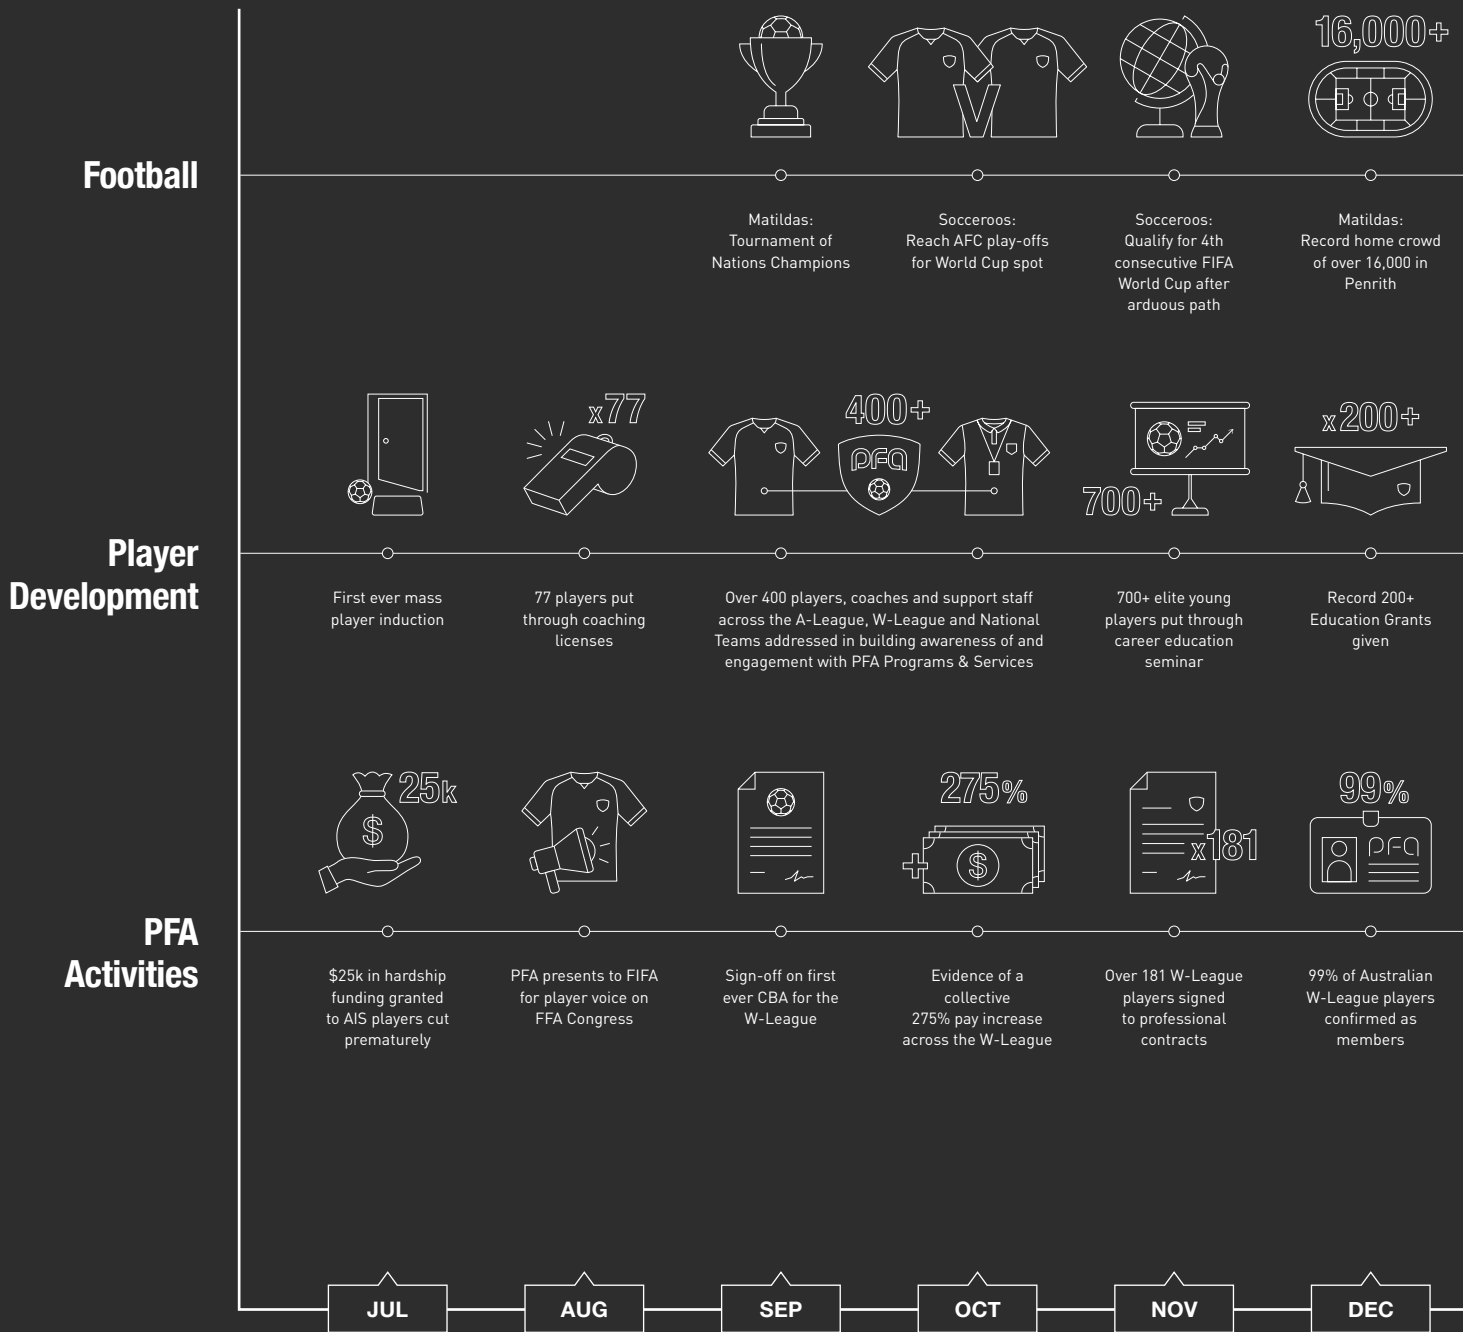 16,000+
V
Football
Matildas:
Tournament of
Nations Champions
Socceroos:
Reach AFC play-offs
for World Cup spot
Socceroos:
Qualify for 4th
consecutive FIFA
World Cup after
arduous path
Matildas:
Record home crowd
of over 16,000 in
Penrith
x77
400+
PFA
700+
x200+
Player
Development
First ever mass
player induction
77 players put
through coaching
licenses
Over 400 players, coaches and support staff
across the A-League, W-League and National
Teams addressed in building awareness of and
engagement with PFA Programs & Services
700+ elite young
players put through
career education
seminar
Record 200+
Education Grants
given
25k
$
275%
+
$
x181
99%
PFA
PFA
Activities
$25k in hardship
funding granted
to AIS players cut
prematurely
PFA presents to FIFA
for player voice on
FFA Congress
Sign-off on first
ever CBA for the
W-League
Evidence of a
collective
275% pay increase
across the W-League
Over 181 W-League
players signed
to professional
contracts
99% of Australian
W-League players
confirmed as
members
JUL
AUG
SEP
OCT
NOV
DEC